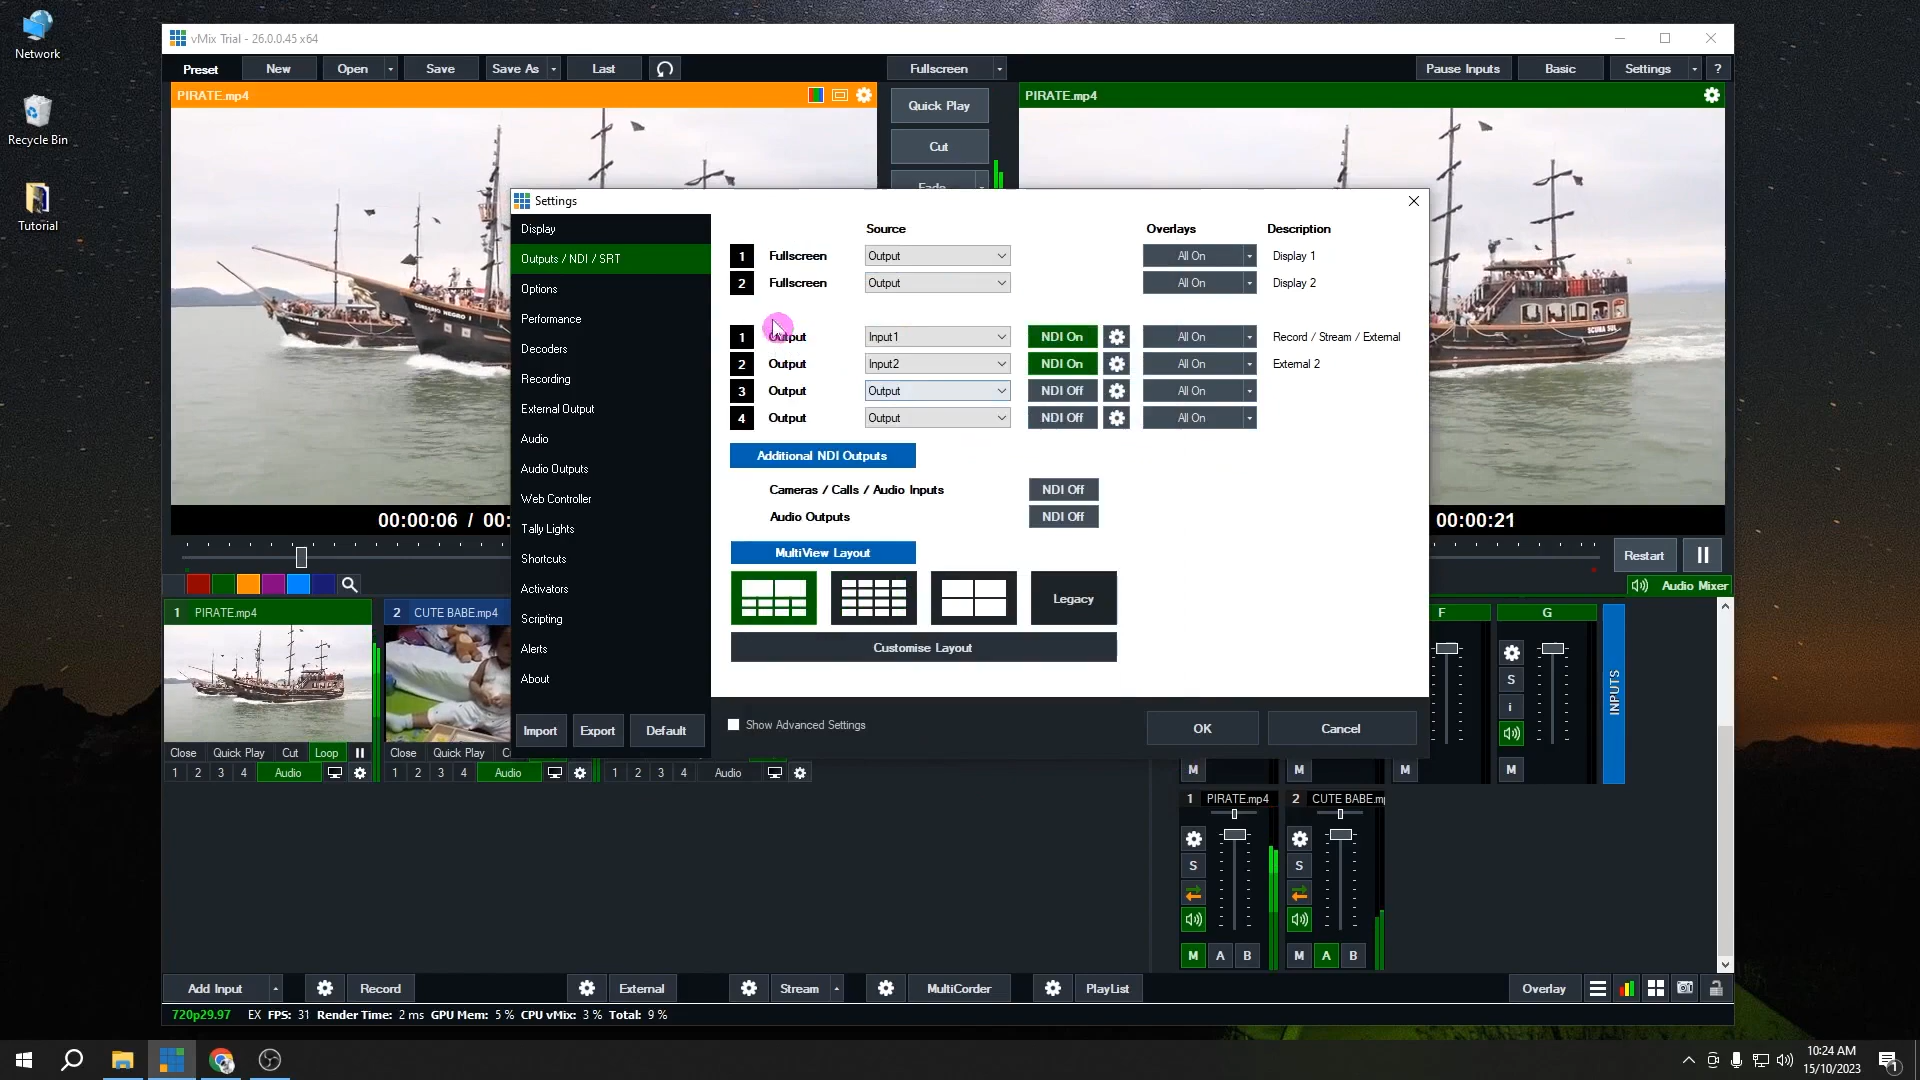 Network
Recycle Bin
Tutorial
vMix Trial - 26.0.0.45 x64
Preset New Open Save Save As Last Fullscreen Pause Inputs Basic Settings ?
PIRATE.mp4
Quick Play
Cut
Fade
PIRATE.mp4
00:00:06 / 00:
00:00:21
Restart
Audio Mixer
Settings
Display
Outputs / NDI / SRT
Options
Performance
Decoders
Recording
External Output
Audio
Audio Outputs
Web Controller
Tally Lights
Shortcuts
Activators
Scripting
Alerts
About
Import Export Default
Source Overlays Description
1 Fullscreen Output All On Display 1
2 Fullscreen Output All On Display 2
1 Output Input1 NDI On All On Record / Stream / External
2 Output Input2 NDI On All On External 2
3 Output Output NDI Off All On
4 Output Output NDI Off All On
Additional NDI Outputs
Cameras / Calls / Audio Inputs NDI Off
Audio Outputs NDI Off
MultiView Layout
Legacy
Customise Layout
Show Advanced Settings
OK Cancel
1 PIRATE.mp4
Close Quick Play Cut Loop
1 2 3 4 Audio
2 CUTE BABE.mp4
Close Quick Play C
1 2 3 4 Audio
1 2 3 4 Audio
F G
S
i
M
INPUTS
M M M
1 PIRATE.mp4 2 CUTE BABE.mp
S S
M A B M A B
Add Input Record External Stream MultiCorder PlayList Overlay
720p29.97 EX FPS: 31 Render Time: 2 ms GPU Mem: 5 % CPU vMix: 3 % Total: 9 %
10:24 AM
15/10/2023
1